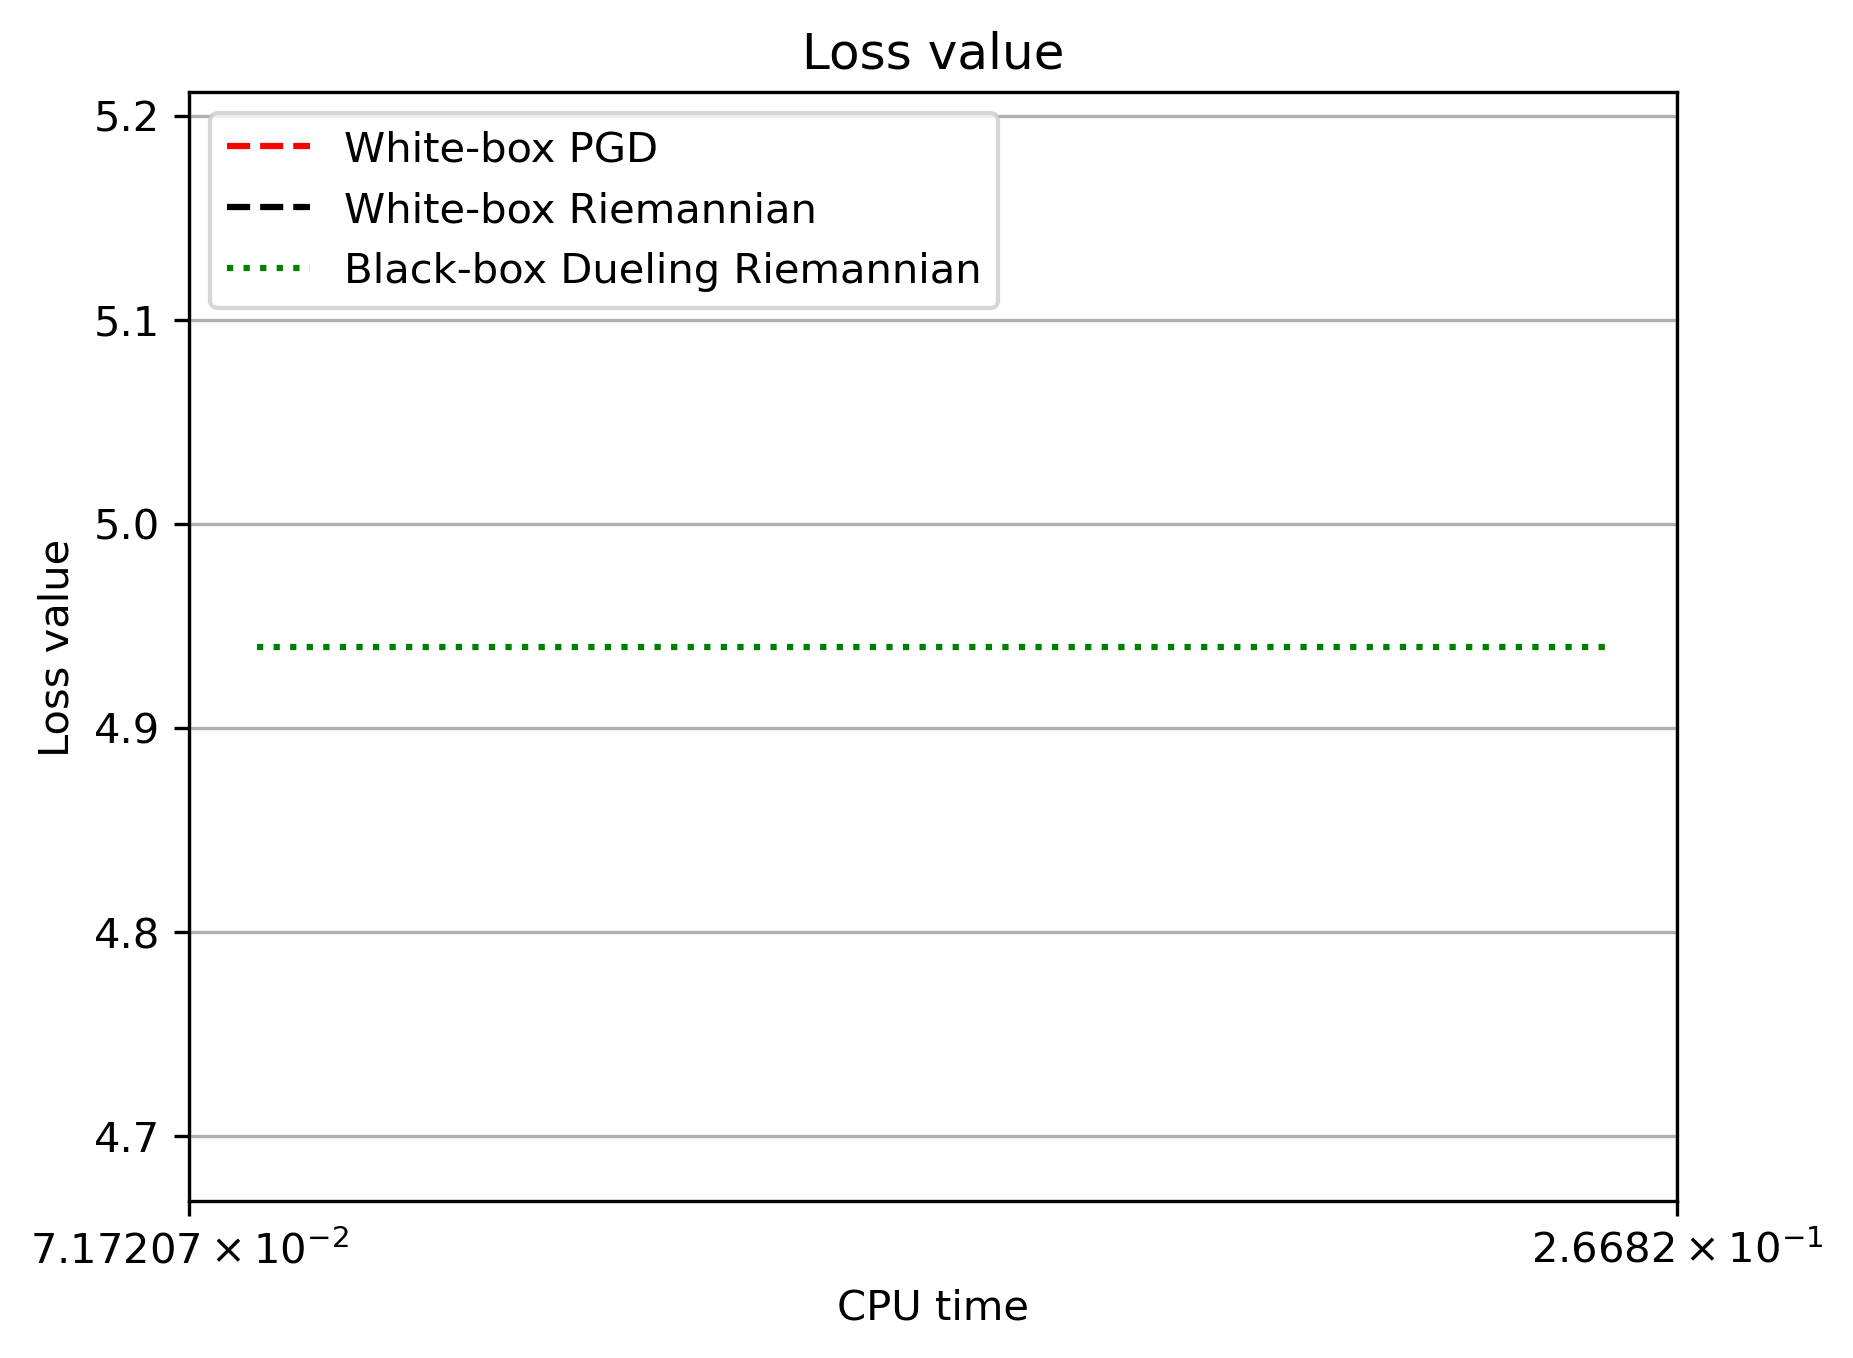 Loss value
5.2
5.1
5.0
4.9
4.8
4.7
Loss value
White-box PGD
White-box Riemannian
Black-box Dueling Riemannian
7.17207 × 10⁻²
2.6682 × 10⁻¹
CPU time